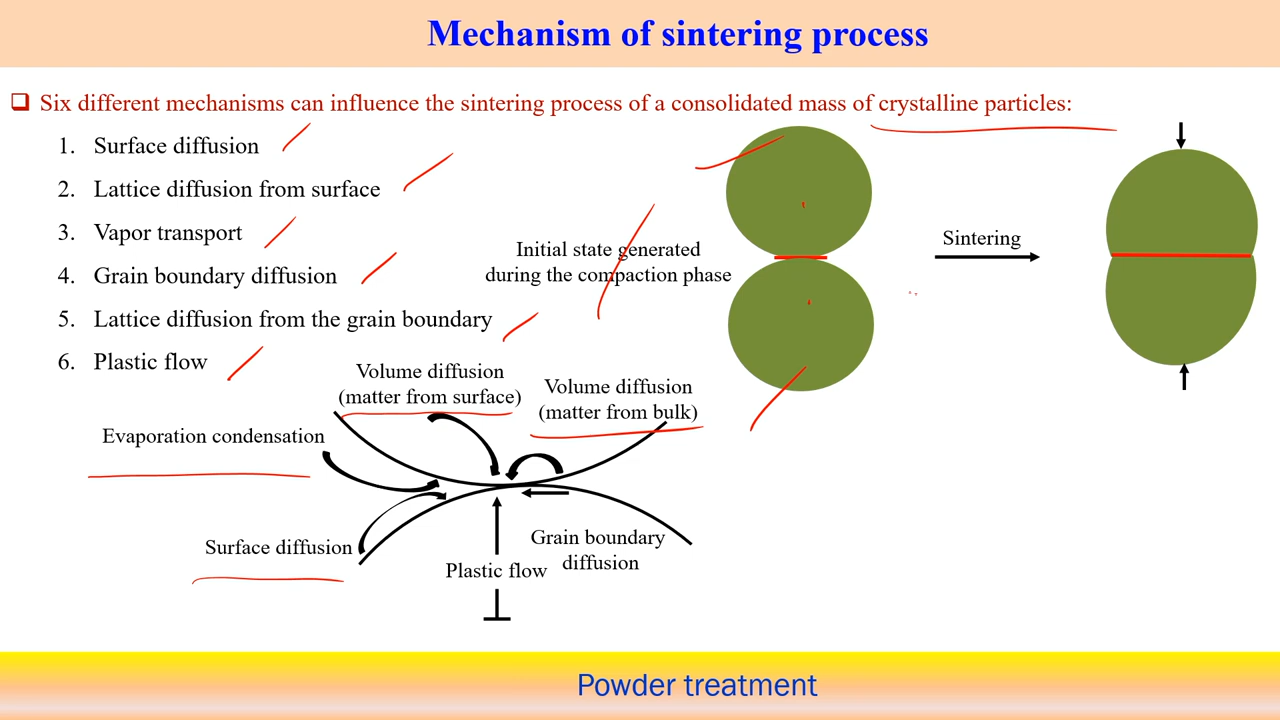 Mechanism of sintering process
Six different mechanisms can influence the sintering process of a consolidated mass of crystalline particles:
1. Surface diffusion
2. Lattice diffusion from surface
3. Vapor transport
4. Grain boundary diffusion
5. Lattice diffusion from the grain boundary
6. Plastic flow
Initial state generated
during the compaction phase
Sintering
Volume diffusion
(matter from surface)
Volume diffusion
(matter from bulk)
Evaporation condensation
Surface diffusion
Plastic flow
Grain boundary
diffusion
Powder treatment